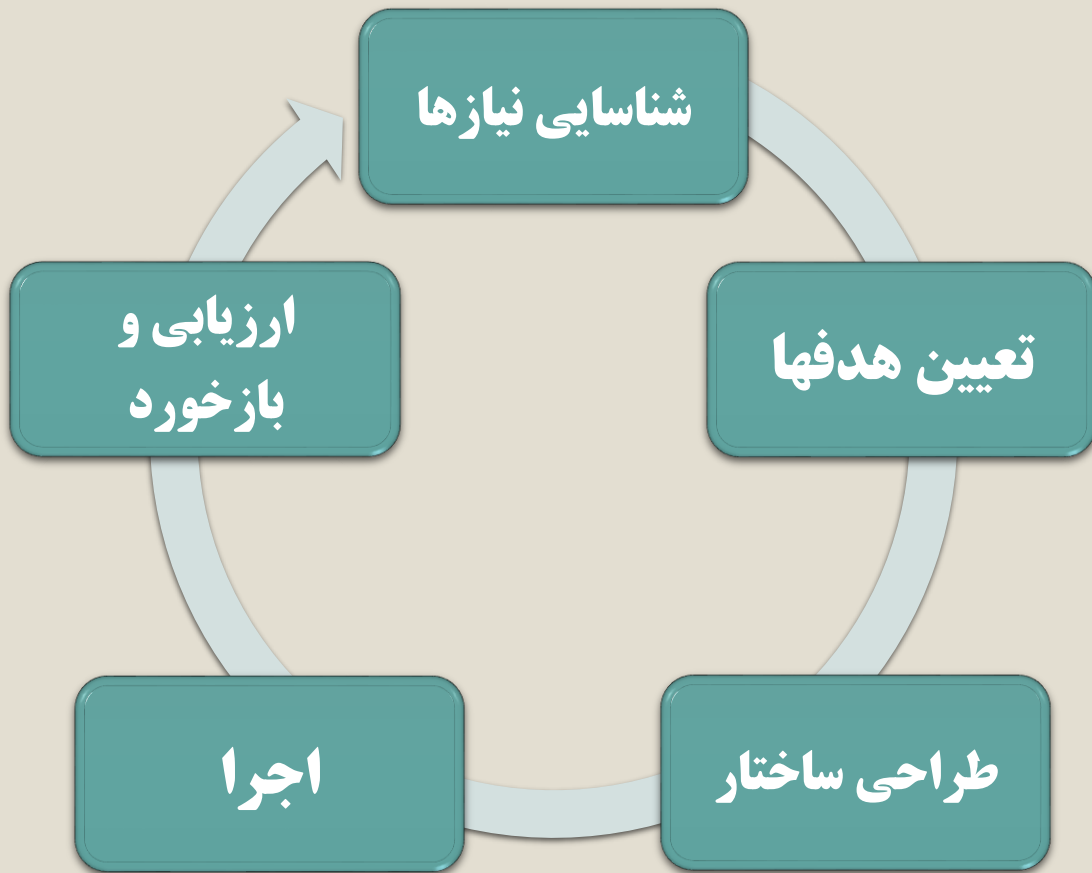 شناسایی نیازها
تعیین هدفها
طراحی ساختار
اجرا
ارزیابی و
بازخورد